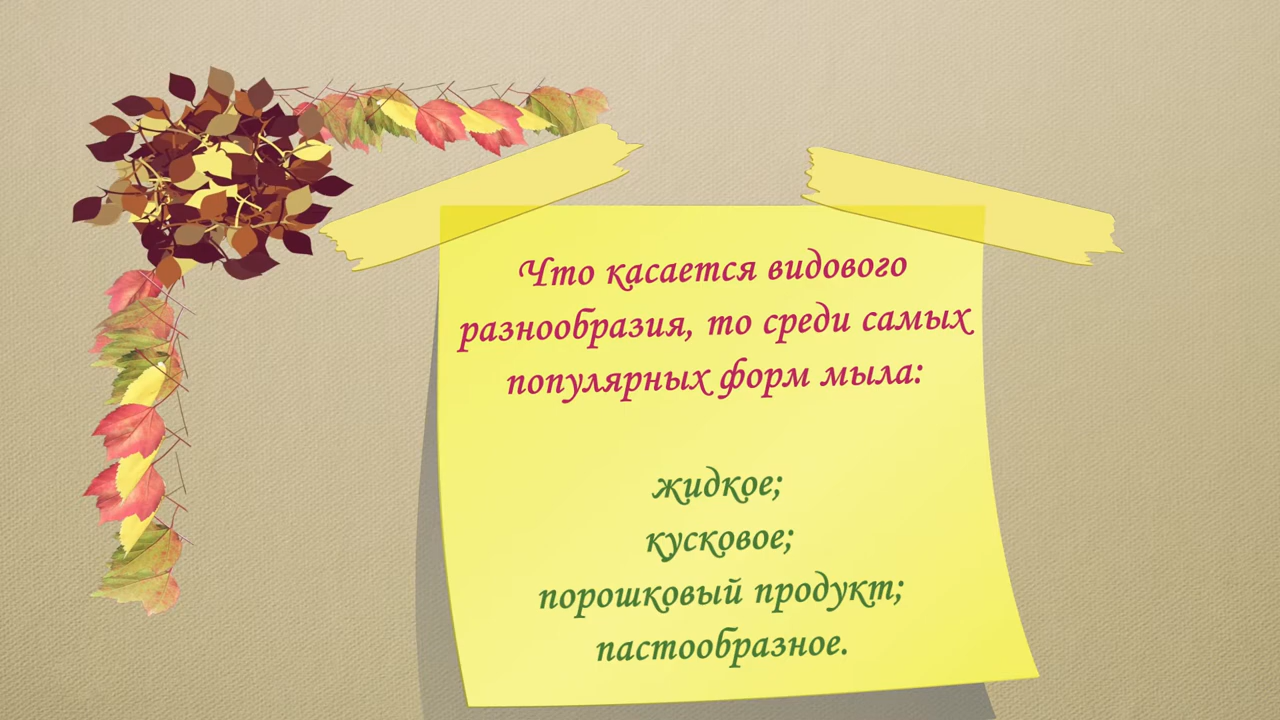 Что касается видового
разнообразия, то среди самых
популярных форм мыла:
жидкое;
кусковое;
порошковый продукт;
пастообразное.